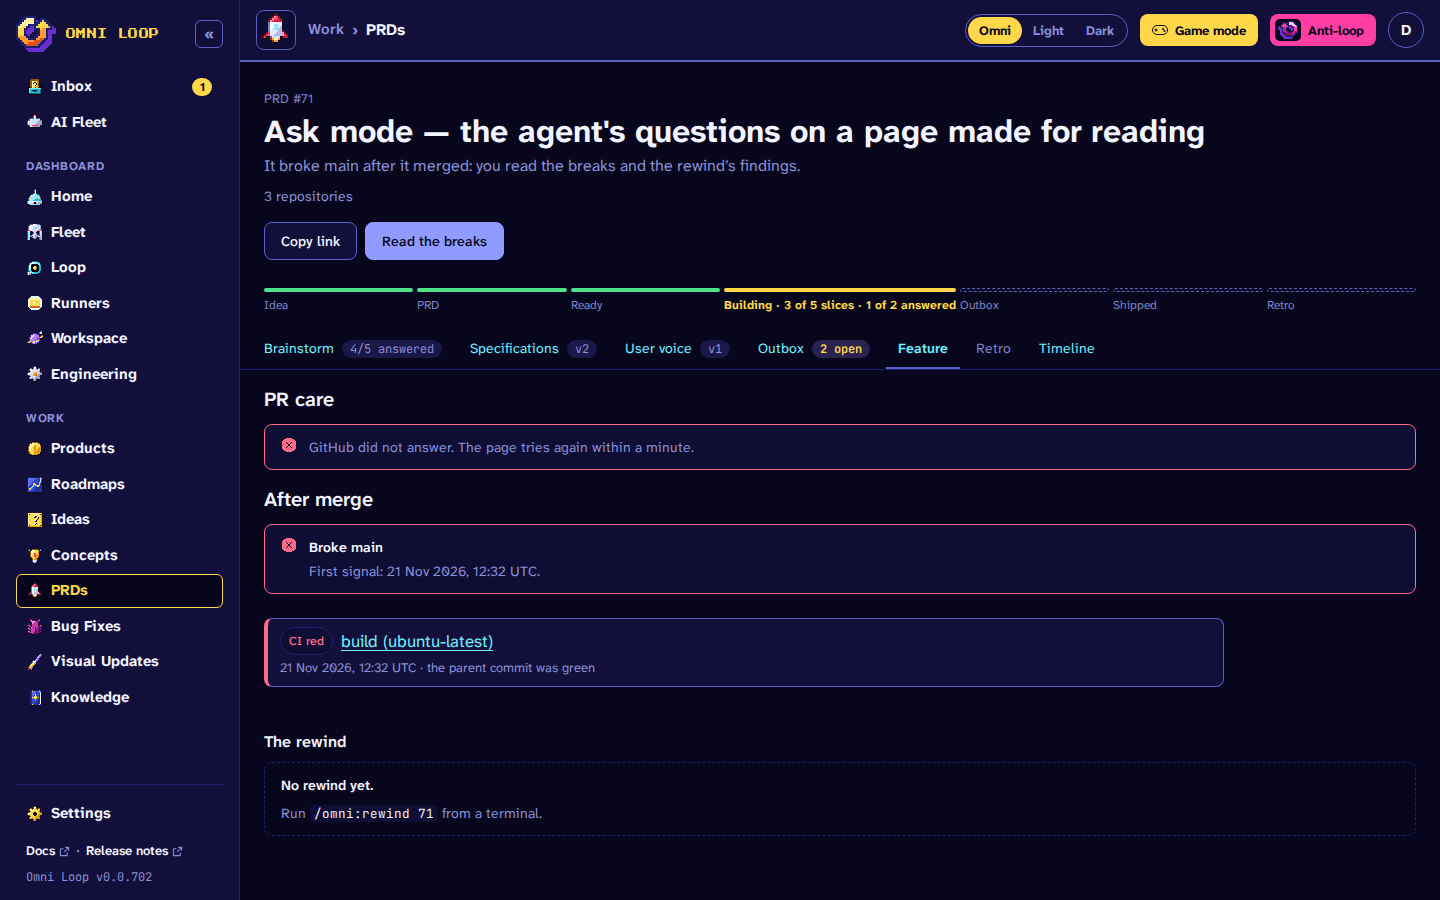 OMNI LOOP
«
Inbox
1
AI Fleet
DASHBOARD
Home
Fleet
Loop
Runners
Workspace
Engineering
WORK
Products
Roadmaps
Ideas
Concepts
PRDs
Bug Fixes
Visual Updates
Knowledge
Settings
Docs · Release notes
Omni Loop v0.0.702
Work › PRDs
Omni Light Dark
Game mode
Anti-loop
D
PRD #71
Ask mode — the agent's questions on a page made for reading
It broke main after it merged: you read the breaks and the rewind's findings.
3 repositories
Copy link
Read the breaks
Idea
PRD
Ready
Building · 3 of 5 slices · 1 of 2 answered
Outbox
Shipped
Retro
Brainstorm 4/5 answered
Specifications v2
User voice v1
Outbox 2 open
Feature
Retro
Timeline
PR care
GitHub did not answer. The page tries again within a minute.
After merge
Broke main
First signal: 21 Nov 2026, 12:32 UTC.
CI red build (ubuntu-latest)
21 Nov 2026, 12:32 UTC · the parent commit was green
The rewind
No rewind yet.
Run /omni:rewind 71 from a terminal.